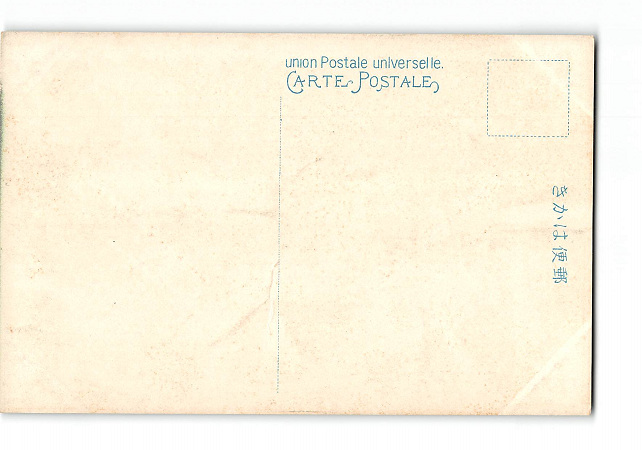 union Postale universelle.
CARTE POSTALE
郵便はかき